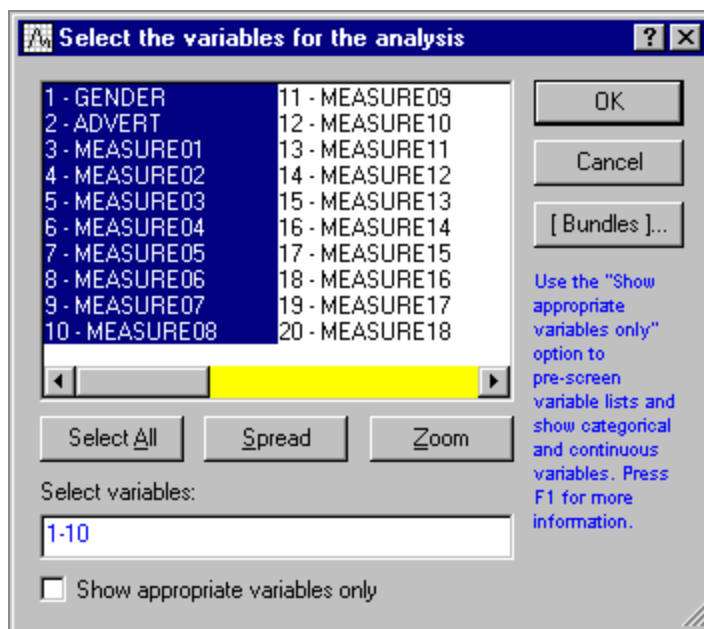 Select the variables for the analysis
1 - GENDER
2 - ADVERT
3 - MEASURE01
4 - MEASURE02
5 - MEASURE03
6 - MEASURE04
7 - MEASURE05
8 - MEASURE06
9 - MEASURE07
10 - MEASURE08
11 - MEASURE09
12 - MEASURE10
13 - MEASURE11
14 - MEASURE12
15 - MEASURE13
16 - MEASURE14
17 - MEASURE15
18 - MEASURE16
19 - MEASURE17
20 - MEASURE18
OK
Cancel
[ Bundles ]...
Use the "Show
appropriate
variables only"
option to
pre-screen
variable lists and
show categorical
and continuous
variables. Press
F1 for more
information.
Select All
Spread
Zoom
Select variables:
1-10
Show appropriate variables only